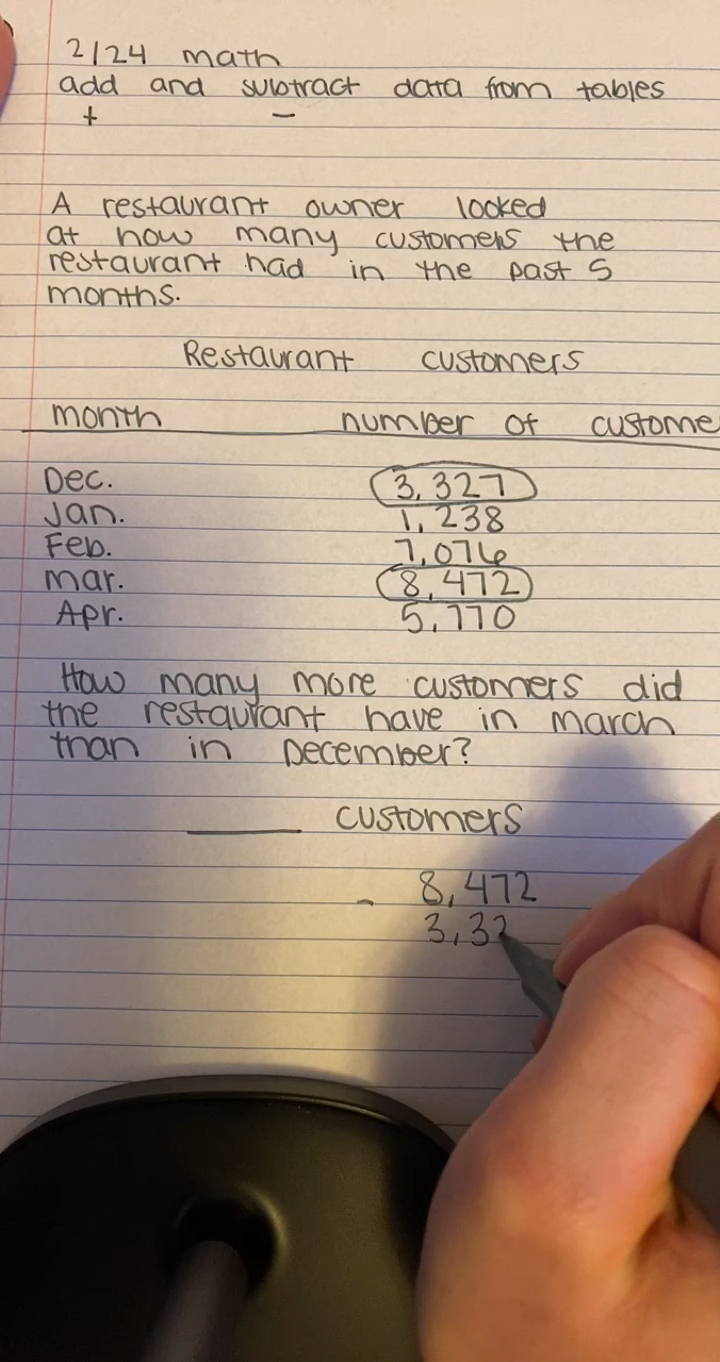 2/24 math
add and subtract data from tables
+ -
A restaurant owner looked
at how many customers the
restaurant had in the past 5
months.
Restaurant customers
month number of custome
Dec. 3,327
Jan. 1,238
Feb. 7,076
mar. 8,472
Apr. 5,770
How many more customers did
the restaurant have in march
than in December?
____ customers
- 8,472
3,32